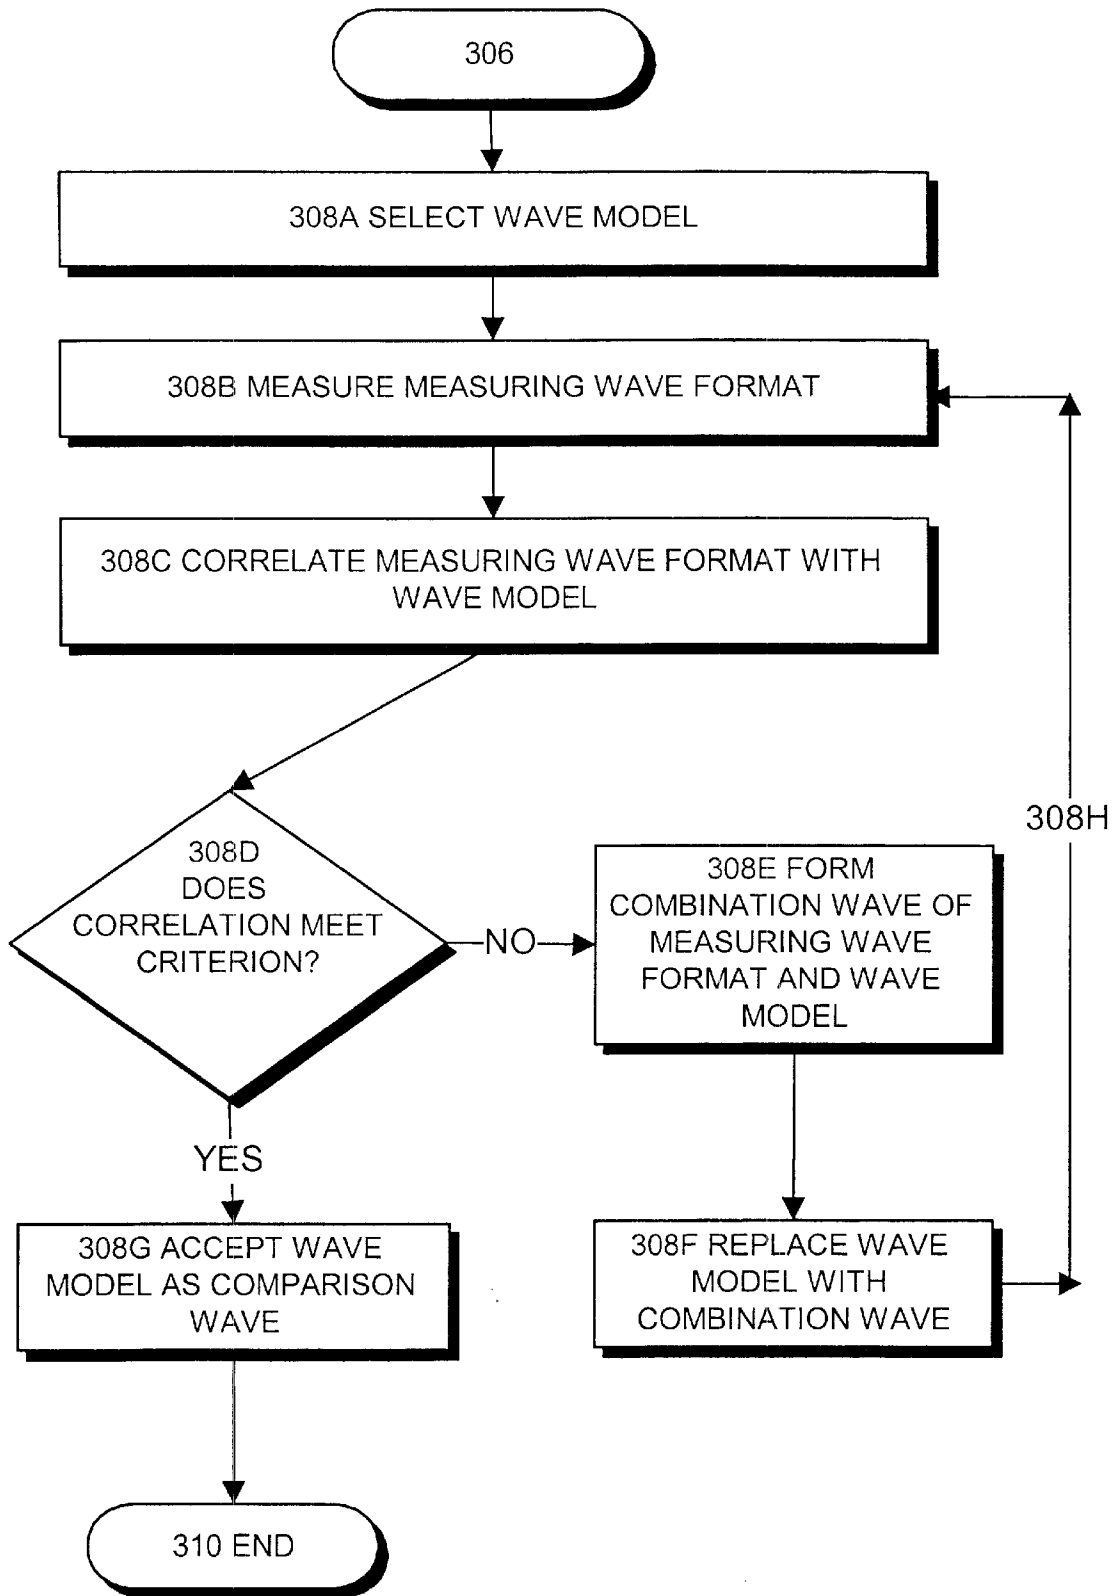 306
308A SELECT WAVE MODEL
308B MEASURE MEASURING WAVE FORMAT
308C CORRELATE MEASURING WAVE FORMAT WITH
WAVE MODEL
308D
DOES
CORRELATION MEET
CRITERION?
NO
308E FORM
COMBINATION WAVE OF
MEASURING WAVE
FORMAT AND WAVE
MODEL
308H
YES
308G ACCEPT WAVE
MODEL AS COMPARISON
WAVE
308F REPLACE WAVE
MODEL WITH
COMBINATION WAVE
310 END